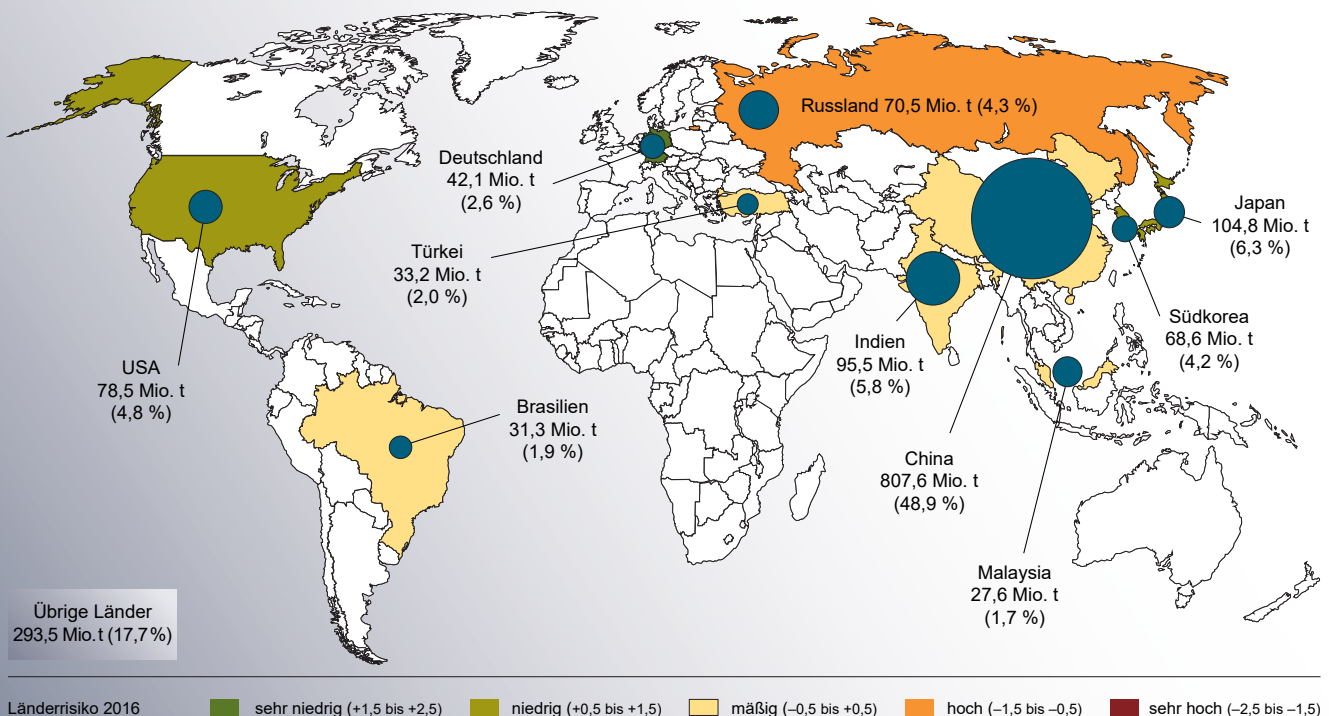 Russland 70,5 Mio. t (4,3 %)
Deutschland
42,1 Mio. t
(2,6 %)
Japan
104,8 Mio. t
(6,3 %)
Türkei
33,2 Mio. t
(2,0 %)
Südkorea
68,6 Mio. t
(4,2 %)
Indien
95,5 Mio. t
(5,8 %)
USA
78,5 Mio. t
(4,8 %)
Brasilien
31,3 Mio. t
(1,9 %)
China
807,6 Mio. t
(48,9 %)
Malaysia
27,6 Mio. t
(1,7 %)
Übrige Länder
293,5 Mio.t (17,7%)
Länderrisiko 2016 sehr niedrig (+1,5 bis +2,5) niedrig (+0,5 bis +1,5) mäßig (–0,5 bis +0,5) hoch (–1,5 bis –0,5) sehr hoch (–2,5 bis –1,5)